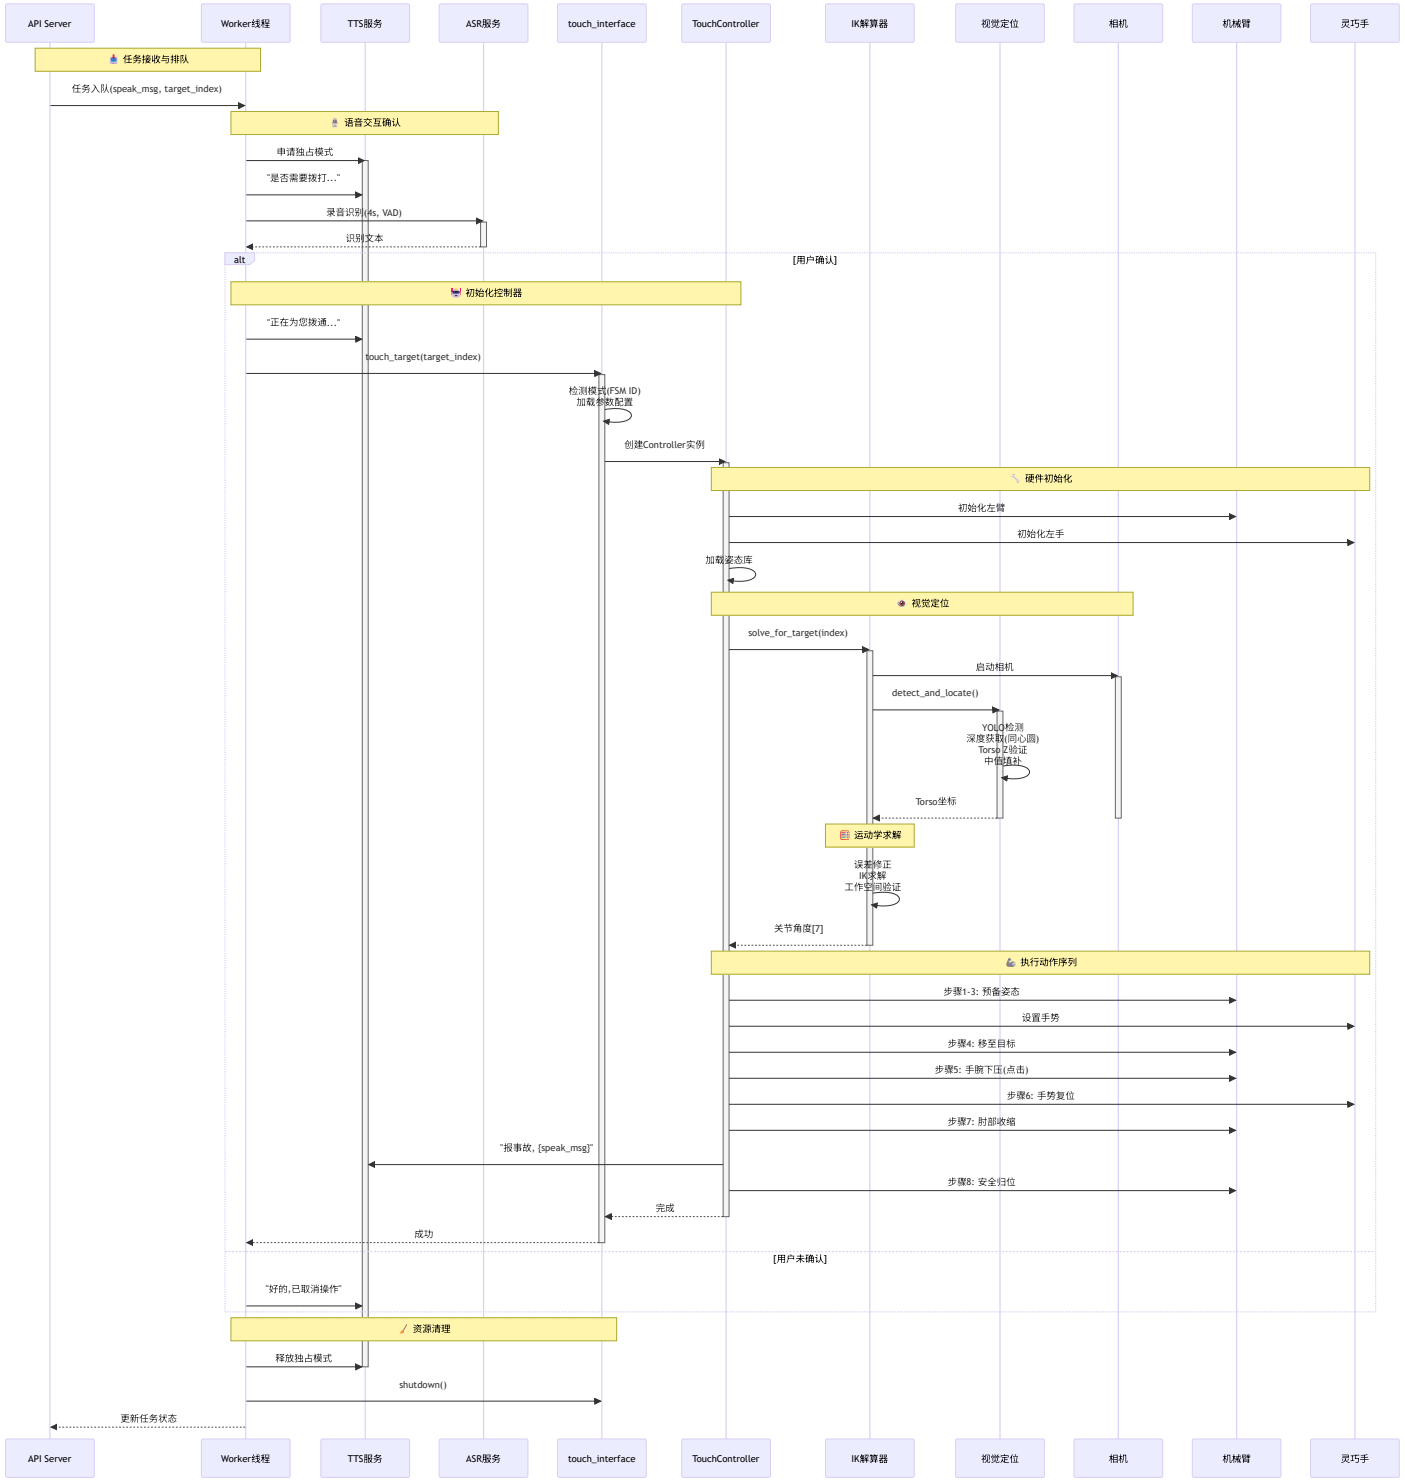 API Server
Worker线程
TTS服务
ASR服务
touch_interface
TouchController
IK解算器
视觉定位
相机
机械臂
灵巧手
📥 任务接收与排队
任务入队(speak_msg, target_index)
🎙️ 语音交互确认
申请独占模式
"是否需要拨打..."
录音识别(4s, VAD)
识别文本
alt
[用户确认]
初始化控制器
"正在为您拨通..."
touch_target(target_index)
检测模式(FSM ID)
加载参数配置
创建Controller实例
🔧 硬件初始化
初始化左臂
初始化左手
加载姿态库
👁️ 视觉定位
solve_for_target(index)
启动相机
detect_and_locate()
YOLO检测
深度获取(同心圆)
Torso Z验证
中值填补
Torso坐标
🧮 运动学求解
误差修正
IK求解
工作空间验证
关节角度[7]
🦾 执行动作序列
步骤1-3: 预备姿态
设置手势
步骤4: 移至目标
步骤5: 手腕下压(点击)
步骤6: 手势复位
步骤7: 肘部收缩
"报事故, {speak_msg}"
步骤8: 安全归位
完成
成功
[用户未确认]
"好的,已取消操作"
🧹 资源清理
释放独占模式
shutdown()
更新任务状态
API Server
Worker线程
TTS服务
ASR服务
touch_interface
TouchController
IK解算器
视觉定位
相机
机械臂
灵巧手